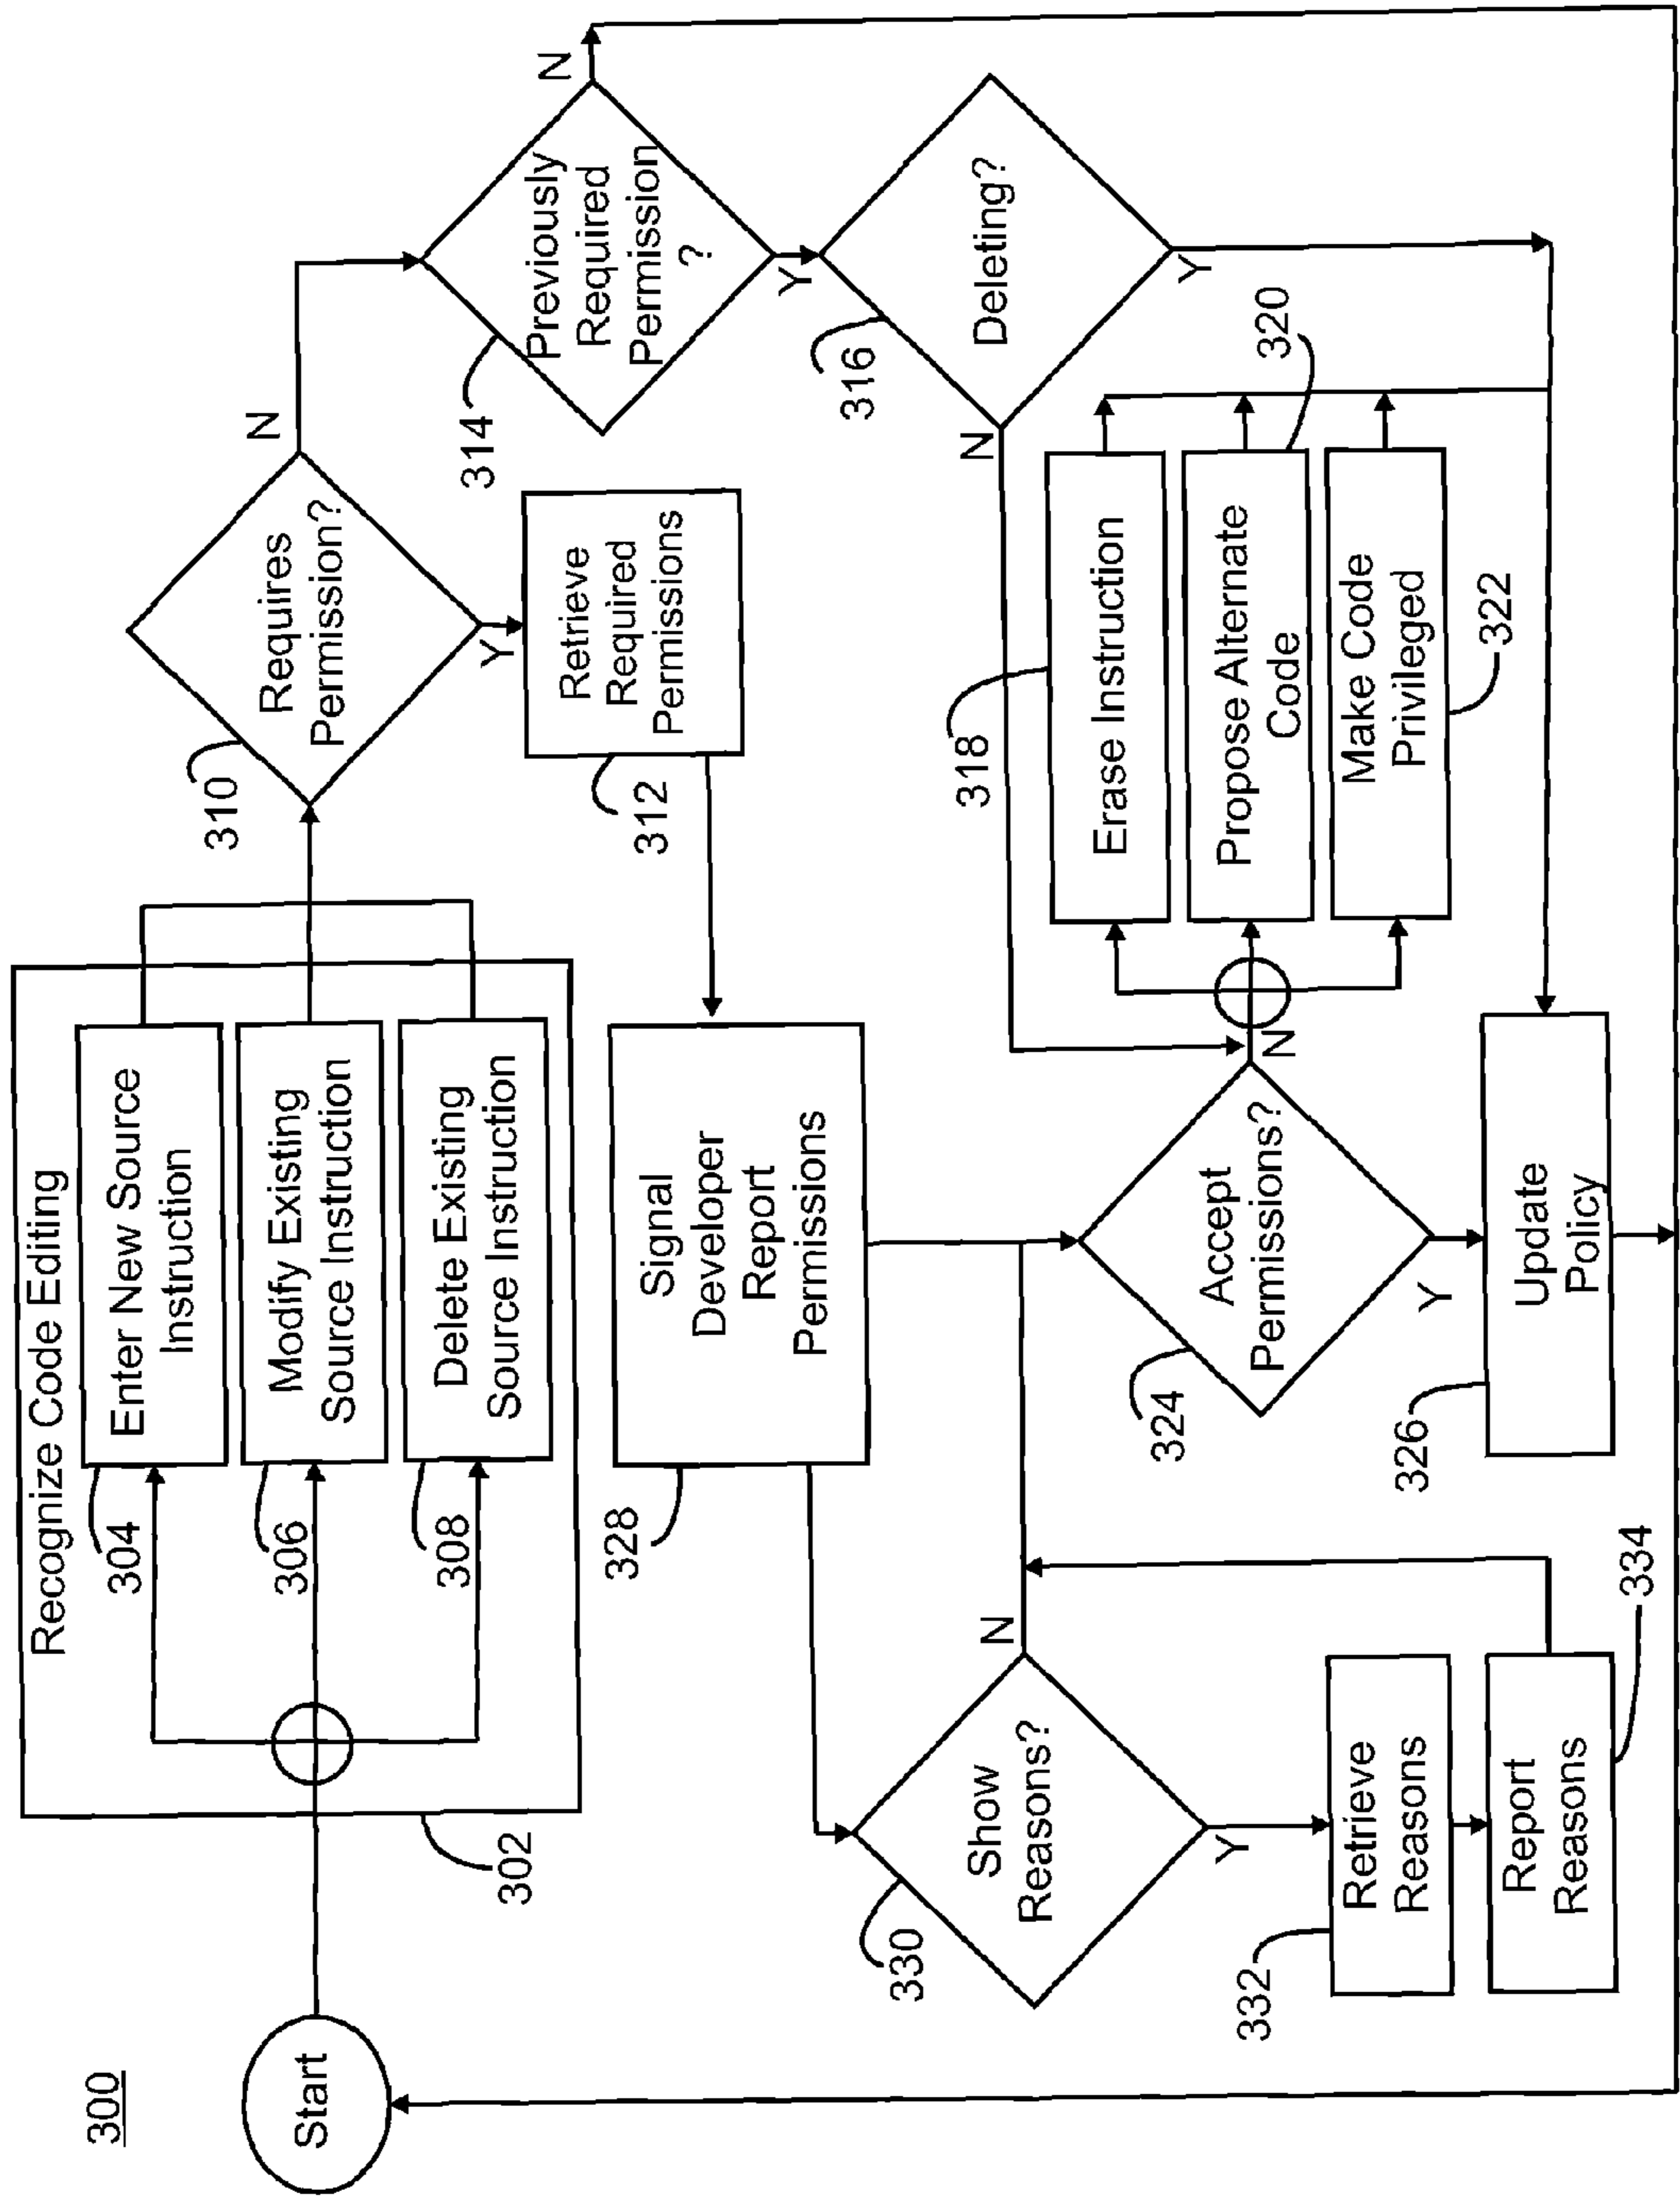 300
Start
302
Recognize Code Editing
304
Enter New Source
Instruction
306
Modify Existing
Source Instruction
308
Delete Existing
Source Instruction
310
Requires
Permission?
N
Y
312
Retrieve
Required
Permissions
314
Previously
Required
Permission
?
N
Y
316
Deleting?
N
Y
328
Signal
Developer
Report
Permissions
330
Show
Reasons?
N
Y
332
Retrieve
Reasons
334
Report
Reasons
324
Accept
Permissions?
N
Y
318
Erase Instruction
320
Propose Alternate
Code
322
Make Code
Privileged
326
Update
Policy